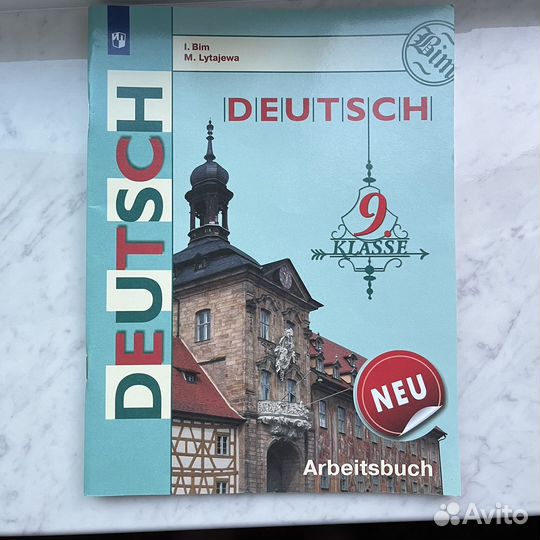 I. Bim
M. Lytajewa
Bim
DEUTSCH
DEUTSCH
9.
KLASSE
NEU
Arbeitsbuch
Avito